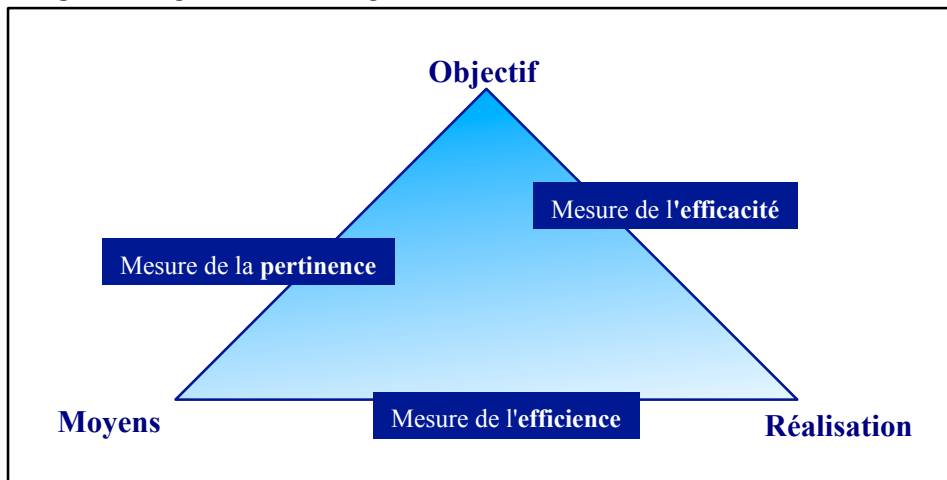 Objectif
Mesure de l'efficacité
Mesure de la pertinence
Mesure de l'efficience
Moyens
Réalisation